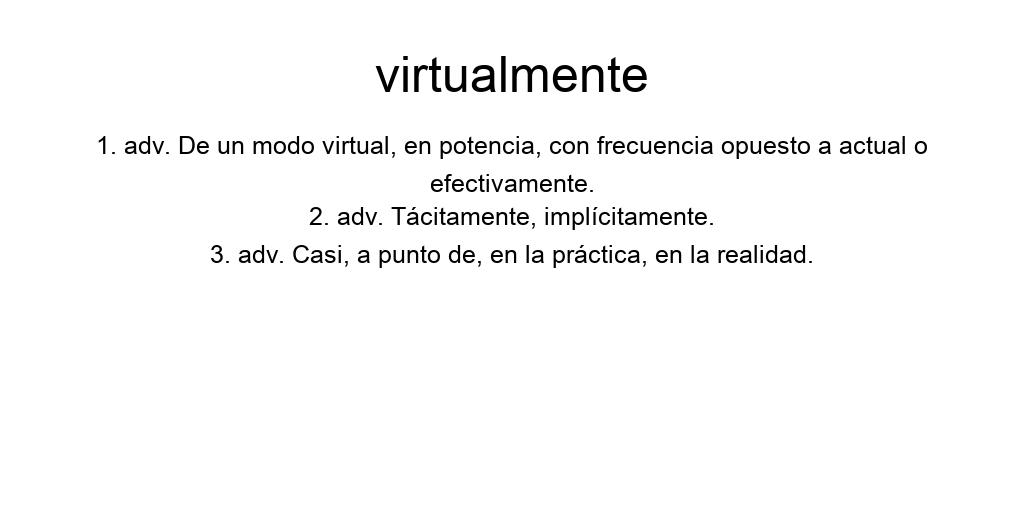 virtualmente
1. adv. De un modo virtual, en potencia, con frecuencia opuesto a actual o
efectivamente.
2. adv. Tácitamente, implícitamente.
3. adv. Casi, a punto de, en la práctica, en la realidad.